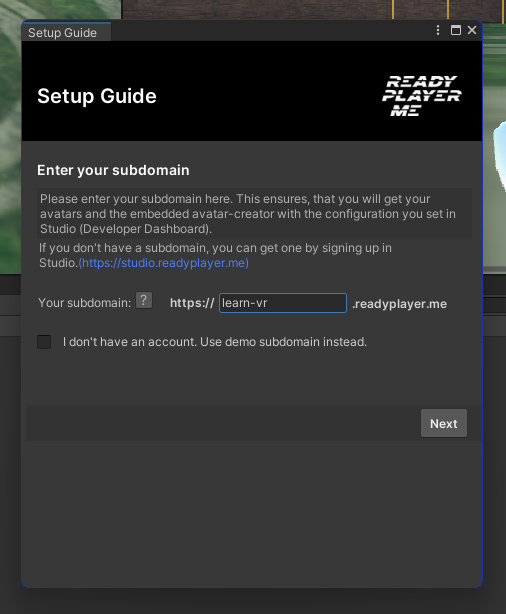 Setup Guide
Setup Guide
READY
PLAYER
ME
Enter your subdomain
Please enter your subdomain here. This ensures, that you will get your
avatars and the embedded avatar-creator with the configuration you set in
Studio (Developer Dashboard).
If you don't have a subdomain, you can get one by signing up in
Studio.(https://studio.readyplayer.me)
Your subdomain: ? https:// learn-vr .readyplayer.me
I don't have an account. Use demo subdomain instead.
Next